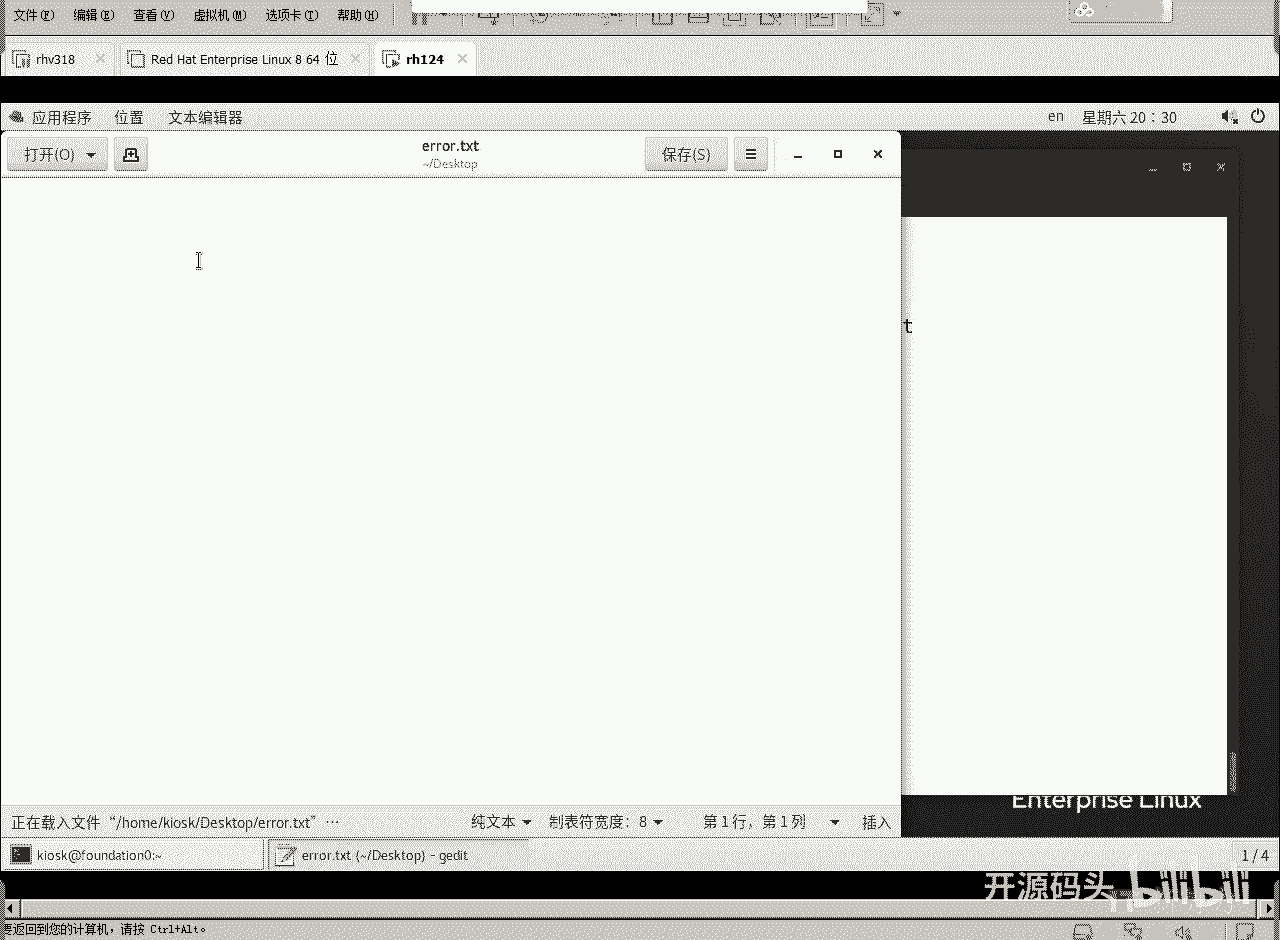 文件(F) 编辑(E) 查看(V) 虚拟机(M) 选项卡(T) 帮助(H)
rhv318 Red Hat Enterprise Linux 8 64 位 rh124
应用程序 位置 文本编辑器 en 星期六 20：30
打开(O) error.txt 保存(S)
~/Desktop
t
Enterprise Linux
正在载入文件 “/home/kiosk/Desktop/error.txt” … 纯文本 制表符宽度：8 第 1 行，第 1 列 插入
kiosk@foundation0:~ error.txt (~/Desktop) - gedit 1 / 4
开源码头 bilibili
要返回到您的计算机，请按 Ctrl+Alt。